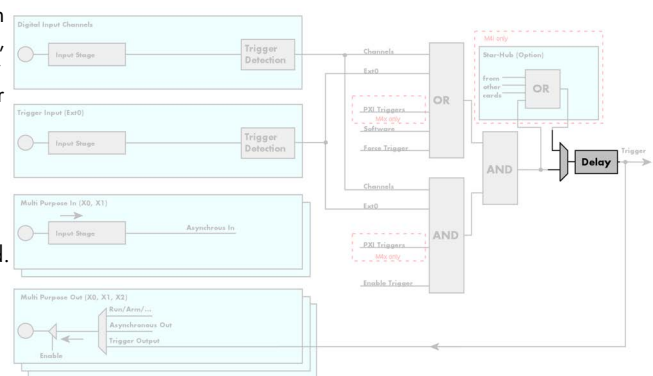 Digital Input Channels
Input Stage
Trigger
Detection
Trigger Input (Ext0)
Input Stage
Trigger
Detection
Multi Purpose In (X0, X1)
Input Stage
Asynchrous In
Multi Purpose Out (X0, X1, X2)
Run/Arm/...
Asynchronous Out
Trigger Output
Enable
Channels
Ext0
PXI Triggers
M4x only
Software
Force Trigger
OR
Channels
Ext0
PXI Triggers
M4x only
Enable Trigger
AND
AND
M4i only
Star-Hub (Option)
from
other
cards
OR
Delay
Trigger